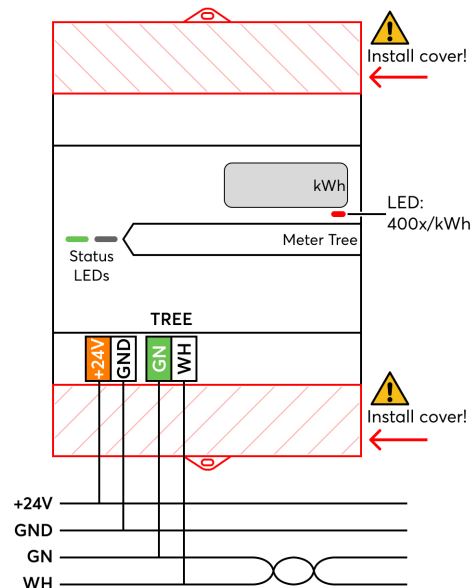 Install cover!
kWh
LED:
400x/kWh
Meter Tree
Status
LEDs
TREE
+24V
GND
GN
WH
Install cover!
+24V
GND
GN
WH